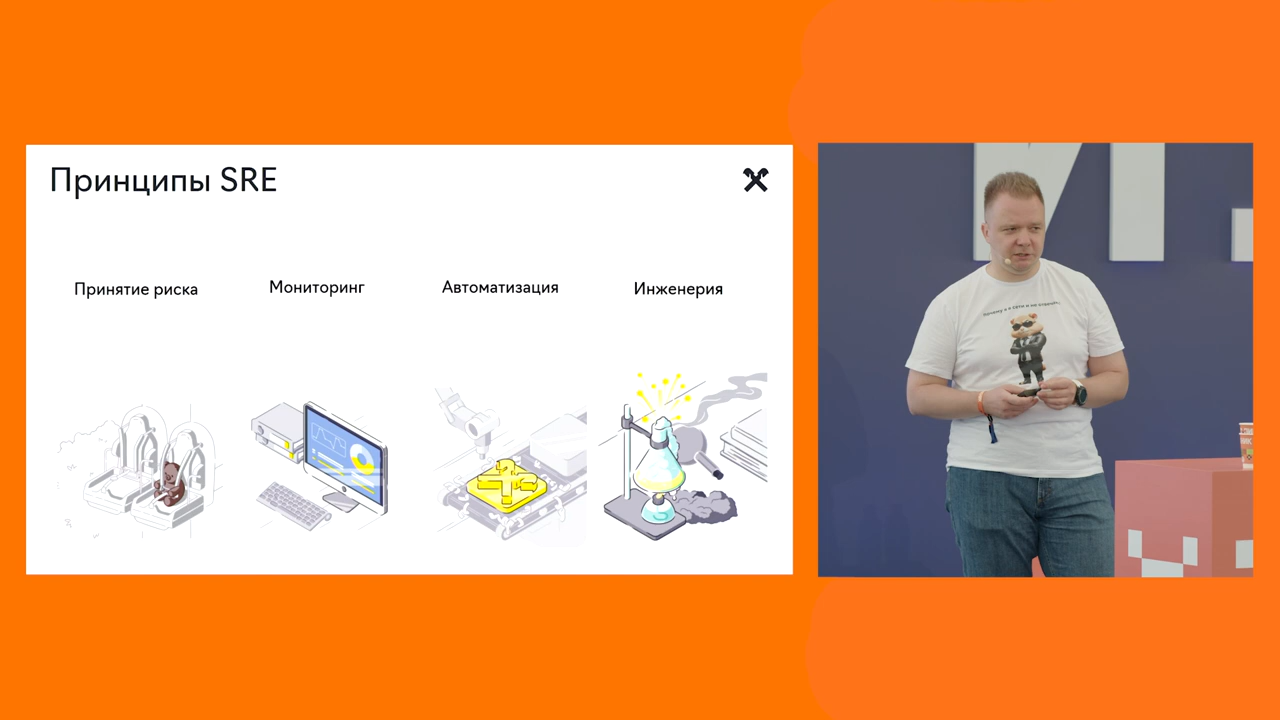 Принципы SRE
Принятие риска
Мониторинг
Автоматизация
Инженерия